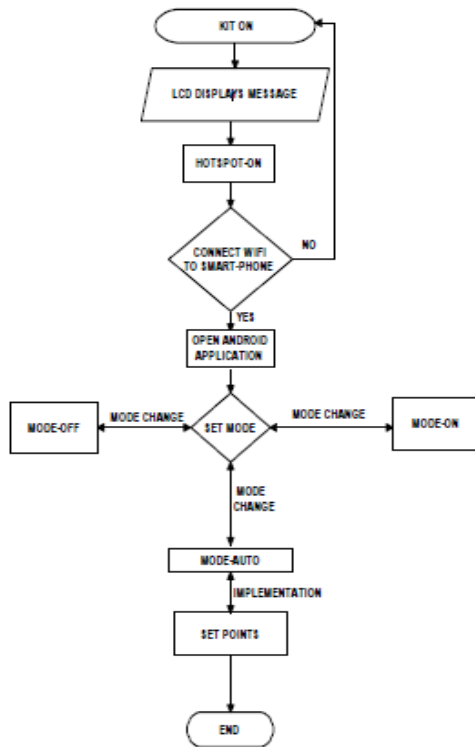 KIT ON
LCD DISPLAYS MESSAGE
HOTSPOT-ON
CONNECT WIFI
TO SMART-PHONE
NO
YES
OPEN ANDROID
APPLICATION
MODE-OFF
MODE CHANGE
SET MODE
MODE CHANGE
MODE-ON
MODE
CHANGE
MODE-AUTO
IMPLEMENTATION
SET POINTS
END